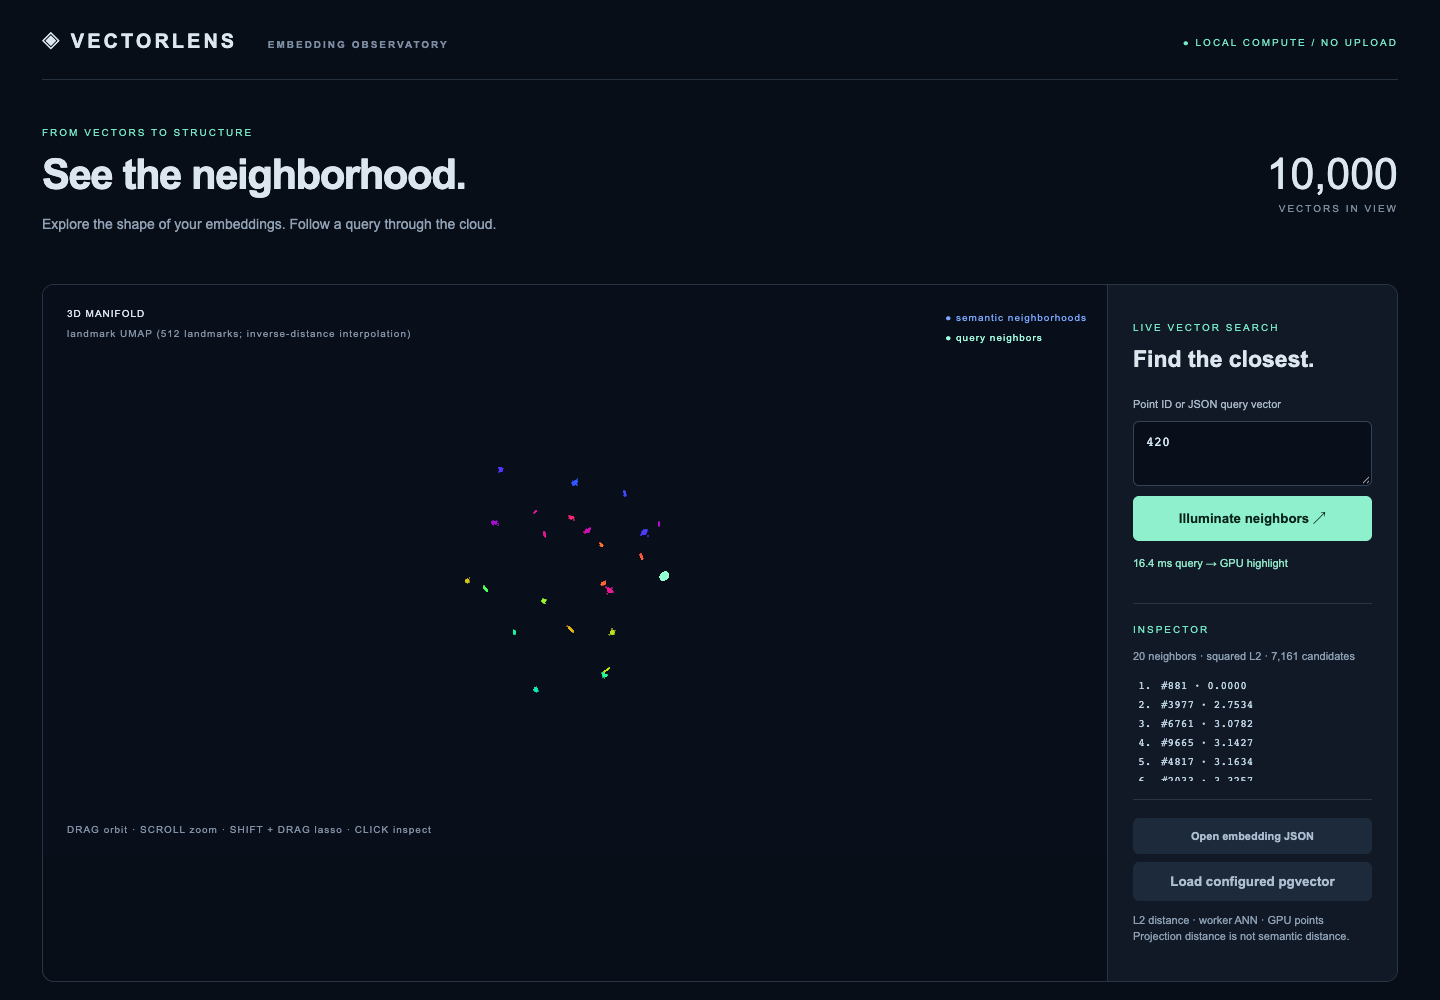 ◈ VECTORLENS
EMBEDDING OBSERVATORY
● LOCAL COMPUTE / NO UPLOAD
FROM VECTORS TO STRUCTURE
See the neighborhood.
Explore the shape of your embeddings. Follow a query through the cloud.
10,000
VECTORS IN VIEW
3D MANIFOLD
landmark UMAP (512 landmarks; inverse-distance interpolation)
● semantic neighborhoods
● query neighbors
DRAG orbit · SCROLL zoom · SHIFT + DRAG lasso · CLICK inspect
LIVE VECTOR SEARCH
Find the closest.
Point ID or JSON query vector
420
Illuminate neighbors ↗
16.4 ms query → GPU highlight
INSPECTOR
20 neighbors · squared L2 · 7,161 candidates
1. #881 · 0.0000
2. #3977 · 2.7534
3. #6761 · 3.0782
4. #9665 · 3.1427
5. #4817 · 3.1634
Open embedding JSON
Load configured pgvector
L2 distance · worker ANN · GPU points
Projection distance is not semantic distance.